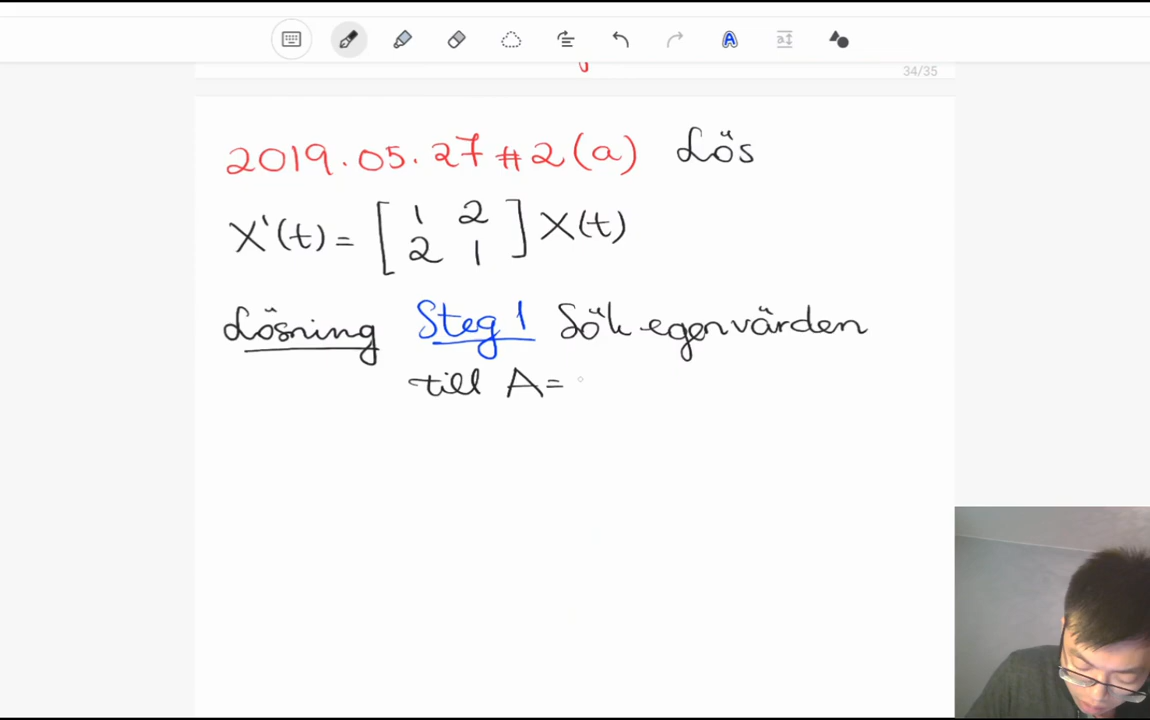 34/35
2019.05.27 #2(a) Lös
X'(t) = [ 1 2
2 1 ] X(t)
Lösning Steg 1 Sök egenvärden
till A=